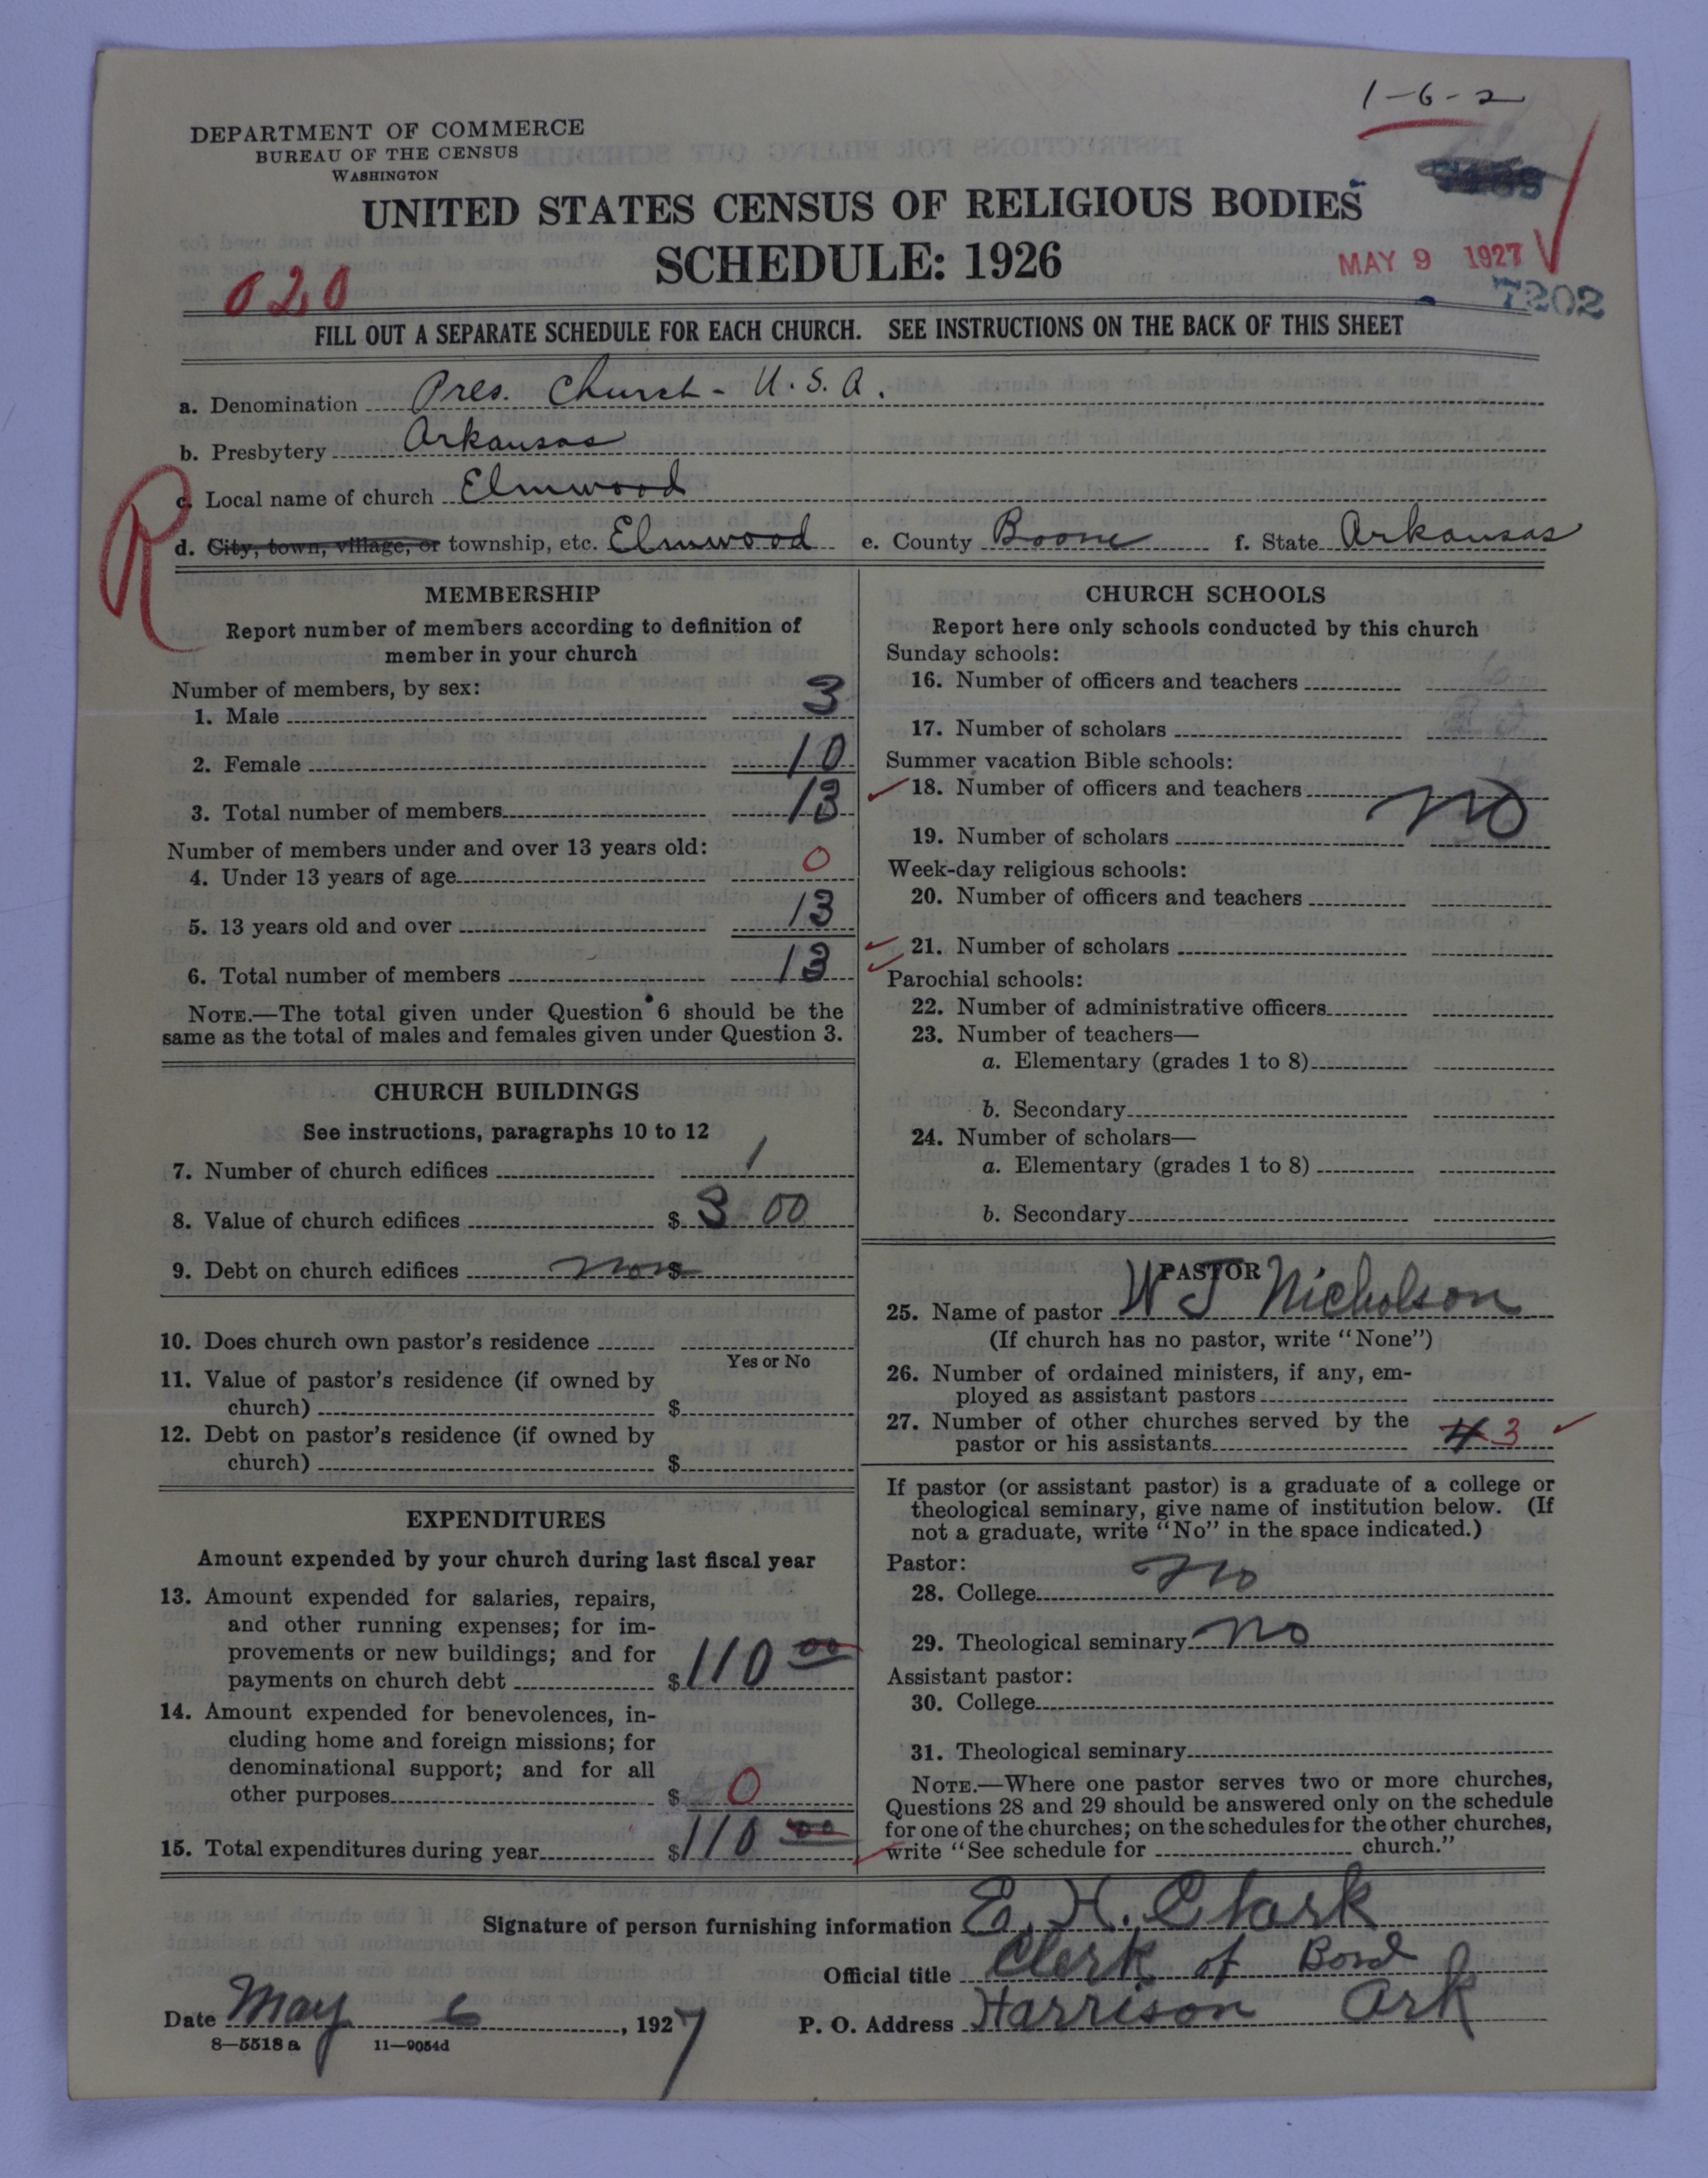 1-6-2
DEPARTMENT OF COMMERCE
BUREAU OF THE CENSUS
WASHINGTON
UNITED STATES CENSUS OF RELIGIOUS BODIES
SCHEDULE: 1926
MAY 9 1927
7202
020
FILL OUT A SEPARATE SCHEDULE FOR EACH CHURCH. SEE INSTRUCTIONS ON THE BACK OF THIS SHEET
a. Denomination Pres. Church - U.S.A.
b. Presbytery Arkansas
R
c. Local name of church Elmwood
d. City, town, village, or township, etc. Elmwood e. County Boone f. State Arkansas
MEMBERSHIP
Report number of members according to definition of
member in your church
Number of members, by sex:
1. Male 3
2. Female 10
3. Total number of members 13
Number of members under and over 13 years old:
4. Under 13 years of age 0
5. 13 years old and over 13
6. Total number of members 13
NOTE.—The total given under Question 6 should be the
same as the total of males and females given under Question 3.
CHURCH BUILDINGS
See instructions, paragraphs 10 to 12
7. Number of church edifices 1
8. Value of church edifices $ 300
9. Debt on church edifices none $
10. Does church own pastor's residence
Yes or No
11. Value of pastor's residence (if owned by
church) $
12. Debt on pastor's residence (if owned by
church) $
EXPENDITURES
Amount expended by your church during last fiscal year
13. Amount expended for salaries, repairs,
and other running expenses; for im-
provements or new buildings; and for
payments on church debt $ 110 00
14. Amount expended for benevolences, in-
cluding home and foreign missions; for
denominational support; and for all
other purposes $ 0
15. Total expenditures during year $ 110 00
CHURCH SCHOOLS
Report here only schools conducted by this church
Sunday schools:
16. Number of officers and teachers
17. Number of scholars
Summer vacation Bible schools:
18. Number of officers and teachers no
19. Number of scholars
Week-day religious schools:
20. Number of officers and teachers
21. Number of scholars
Parochial schools:
22. Number of administrative officers
23. Number of teachers—
a. Elementary (grades 1 to 8)
b. Secondary
24. Number of scholars—
a. Elementary (grades 1 to 8)
b. Secondary
PASTOR
25. Name of pastor W J Nicholson
(If church has no pastor, write "None")
26. Number of ordained ministers, if any, em-
ployed as assistant pastors
27. Number of other churches served by the
pastor or his assistants 4 3
If pastor (or assistant pastor) is a graduate of a college or
theological seminary, give name of institution below. (If
not a graduate, write "No" in the space indicated.)
Pastor:
28. College no
29. Theological seminary no
Assistant pastor:
30. College
31. Theological seminary
NOTE.—Where one pastor serves two or more churches,
Questions 28 and 29 should be answered only on the schedule
for one of the churches; on the schedules for the other churches,
write "See schedule for church."
Signature of person furnishing information E. H. Clark
Official title Clerk of Bord
Date May 6, 1927 P. O. Address Harrison Ark
8—5518 a 11—9054d